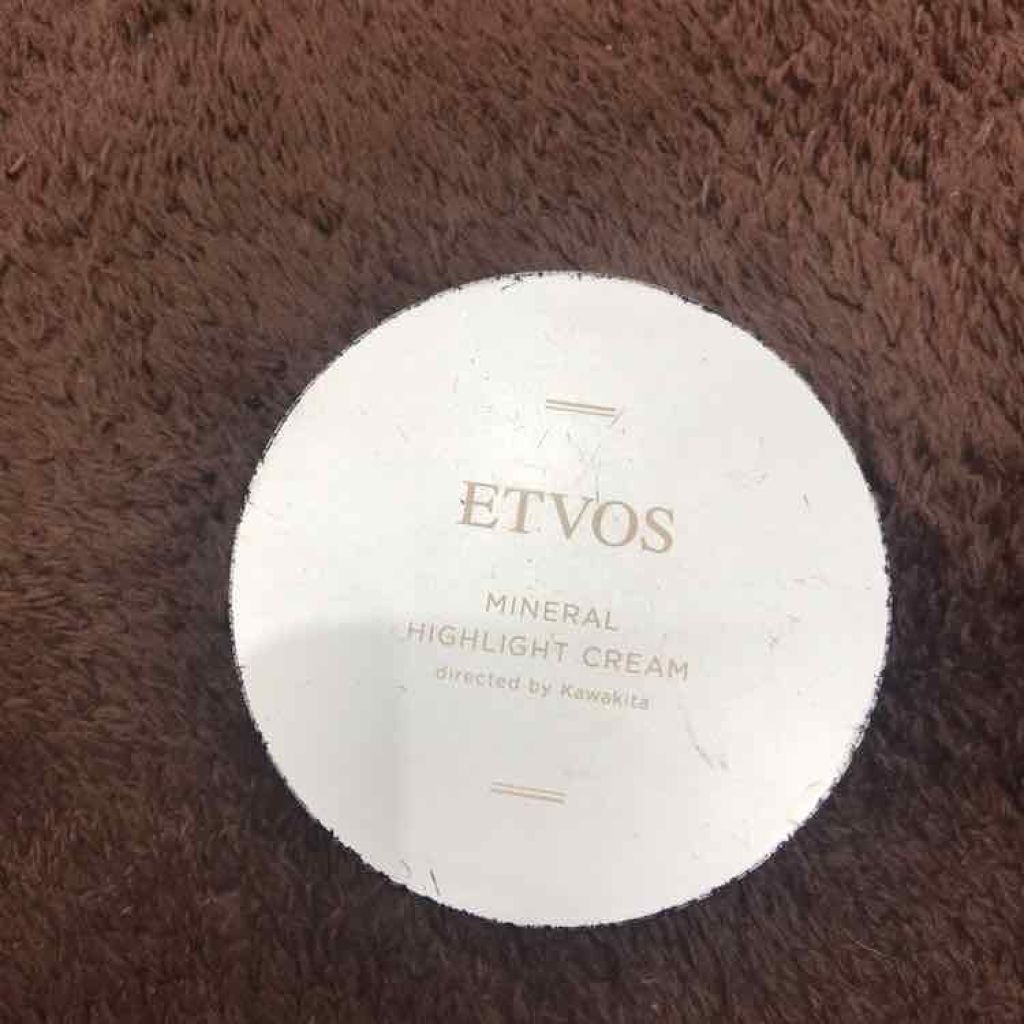 ETVOS
MINERAL
HIGHLIGHT CREAM
directed by Kawakita